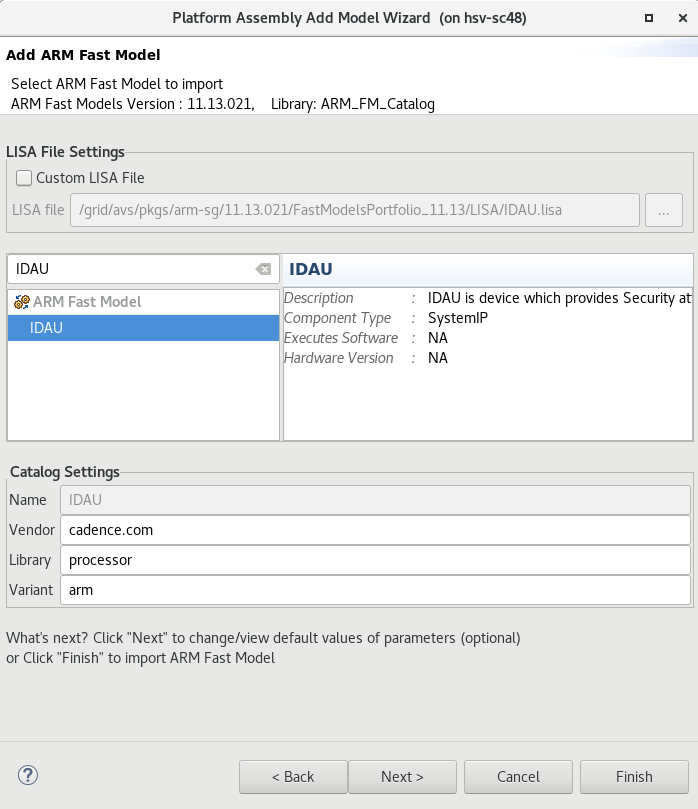 Platform Assembly Add Model Wizard (on hsv-sc48)
Add ARM Fast Model
Select ARM Fast Model to import
ARM Fast Models Version : 11.13.021, Library: ARM_FM_Catalog
LISA File Settings
Custom LISA File
LISA file /grid/avs/pkgs/arm-sg/11.13.021/FastModelsPortfolio_11.13/LISA/IDAU.lisa ...
IDAU
ARM Fast Model
IDAU
IDAU
Description : IDAU is device which provides Security at
Component Type : SystemIP
Executes Software : NA
Hardware Version : NA
Catalog Settings
Name IDAU
Vendor cadence.com
Library processor
Variant arm
What's next? Click "Next" to change/view default values of parameters (optional)
or Click "Finish" to import ARM Fast Model
? < Back Next > Cancel Finish